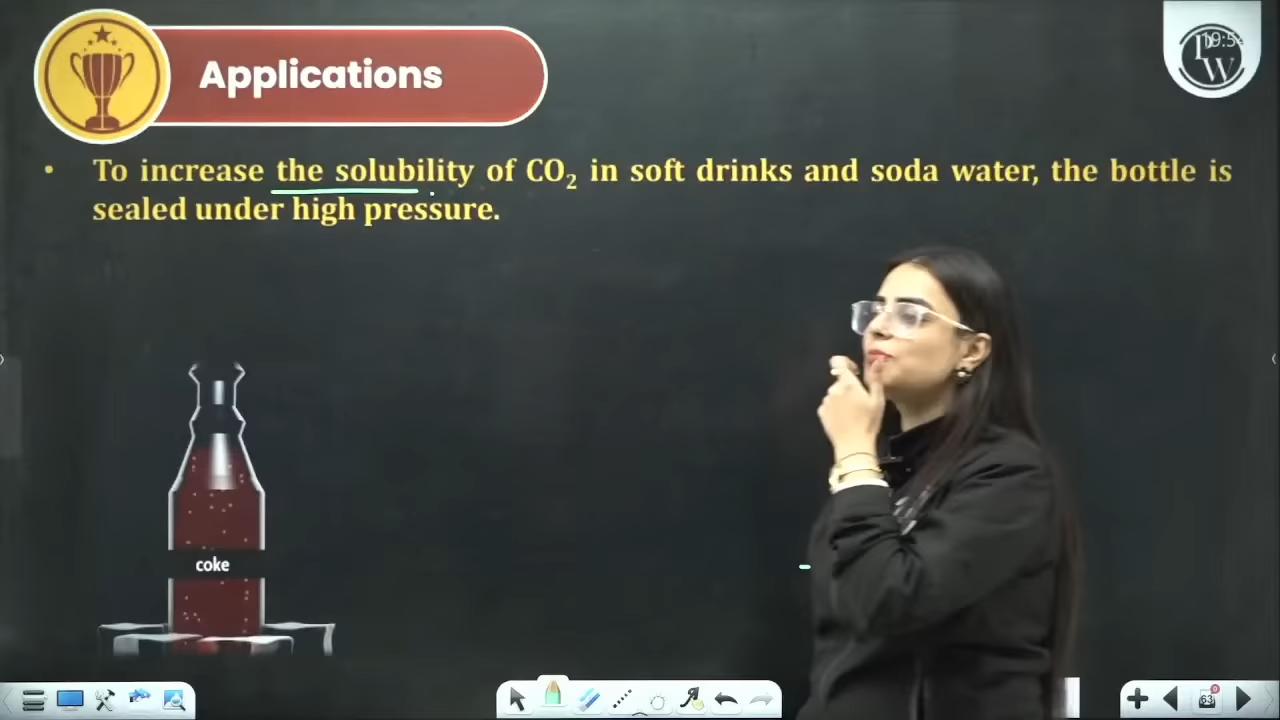 Applications
• To increase the solubility of CO₂ in soft drinks and soda water, the bottle is
sealed under high pressure.
coke
W
63